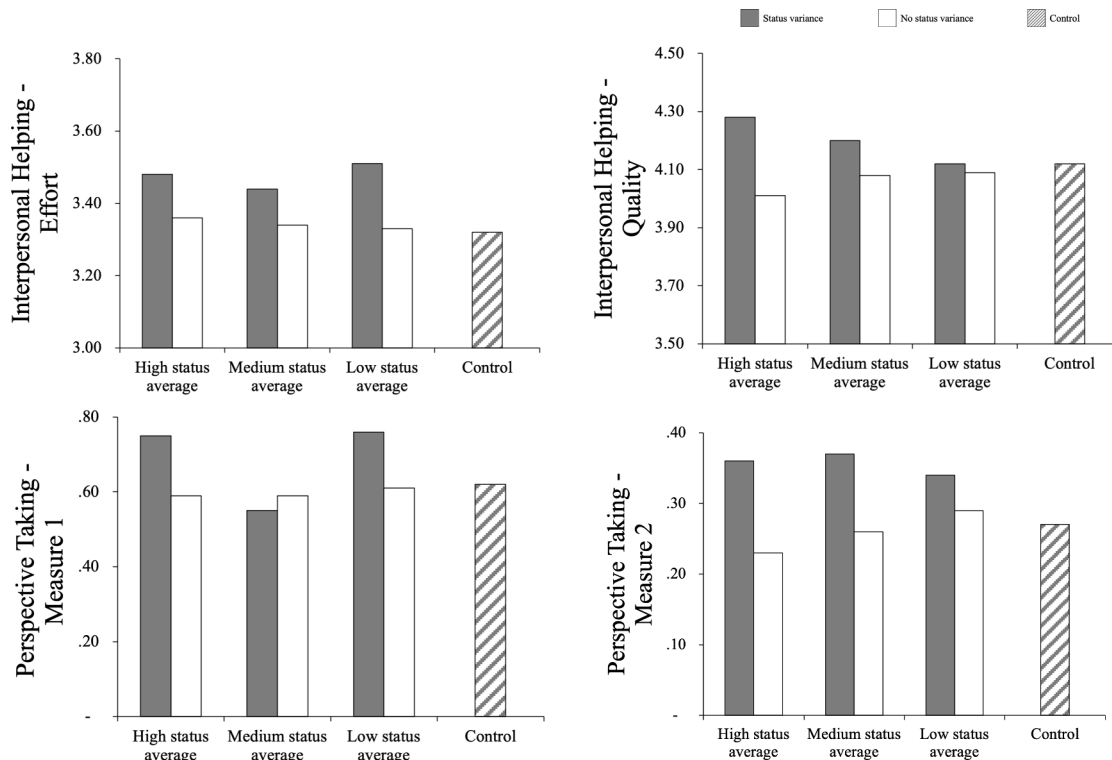 Status variance
No status variance
Control
Interpersonal Helping -
Effort
3.80
3.60
3.40
3.20
3.00
High status
average
Medium status
average
Low status
average
Control
Interpersonal Helping -
Quality
4.50
4.30
4.10
3.90
3.70
3.50
High status
average
Medium status
average
Low status
average
Control
Perspective Taking -
Measure 1
.80
.60
.40
.20
-
High status
average
Medium status
average
Low status
average
Control
Perspective Taking -
Measure 2
.40
.30
.20
.10
-
High status
average
Medium status
average
Low status
average
Control